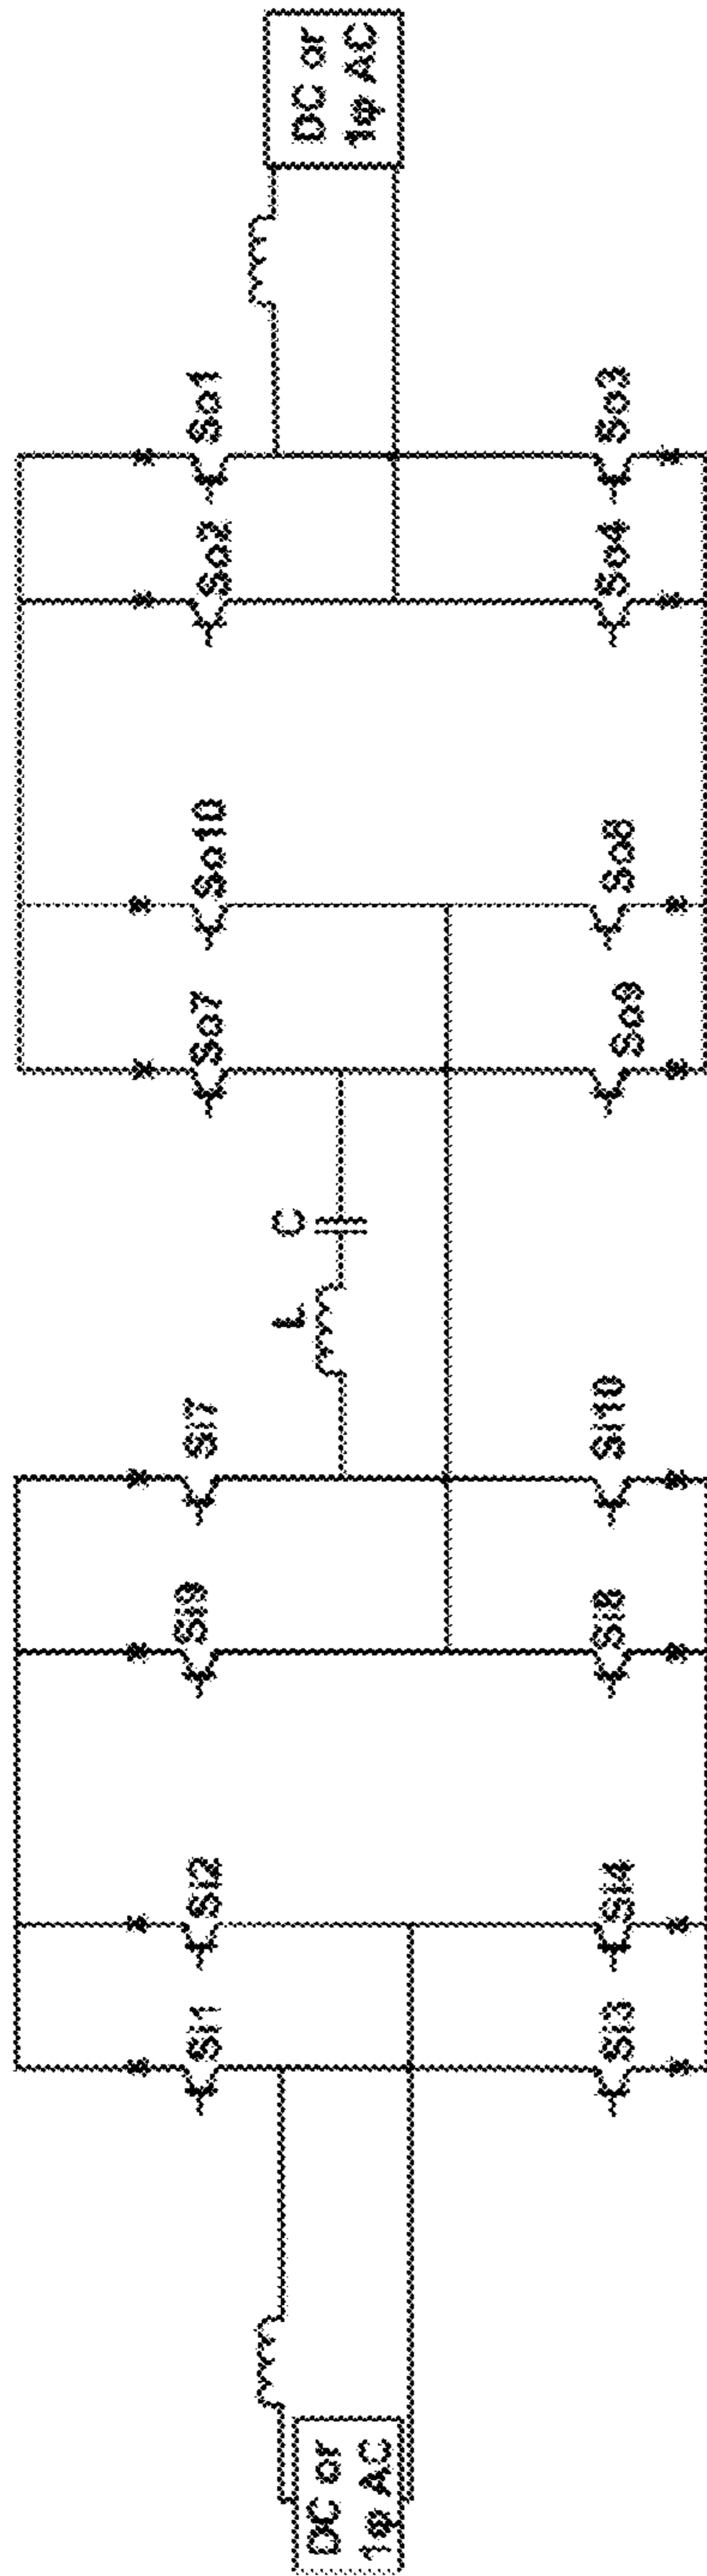 DC or
1φ AC
Si1
Si2
Si9
Si7
L
C
So7
So10
So2
So1
DC or
1φ AC
Si3
Si4
Si8
Si10
So9
So8
So4
So3